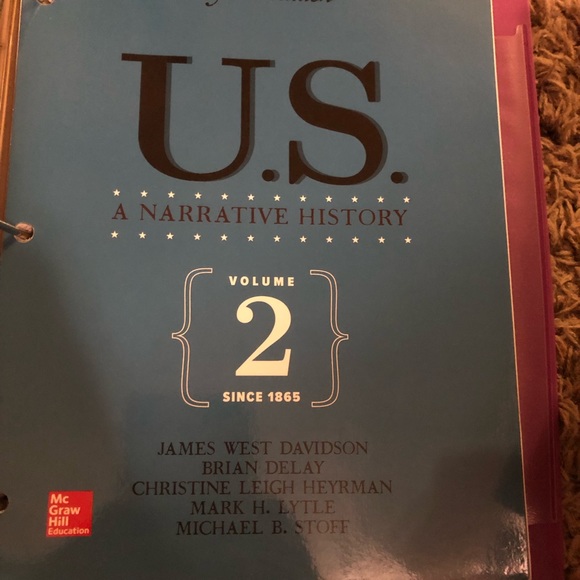 U.S.
A NARRATIVE HISTORY
VOLUME
2
SINCE 1865
JAMES WEST DAVIDSON
BRIAN DELAY
CHRISTINE LEIGH HEYRMAN
MARK H. LYTLE
MICHAEL B. STOFF
Mc
Graw
Hill
Education